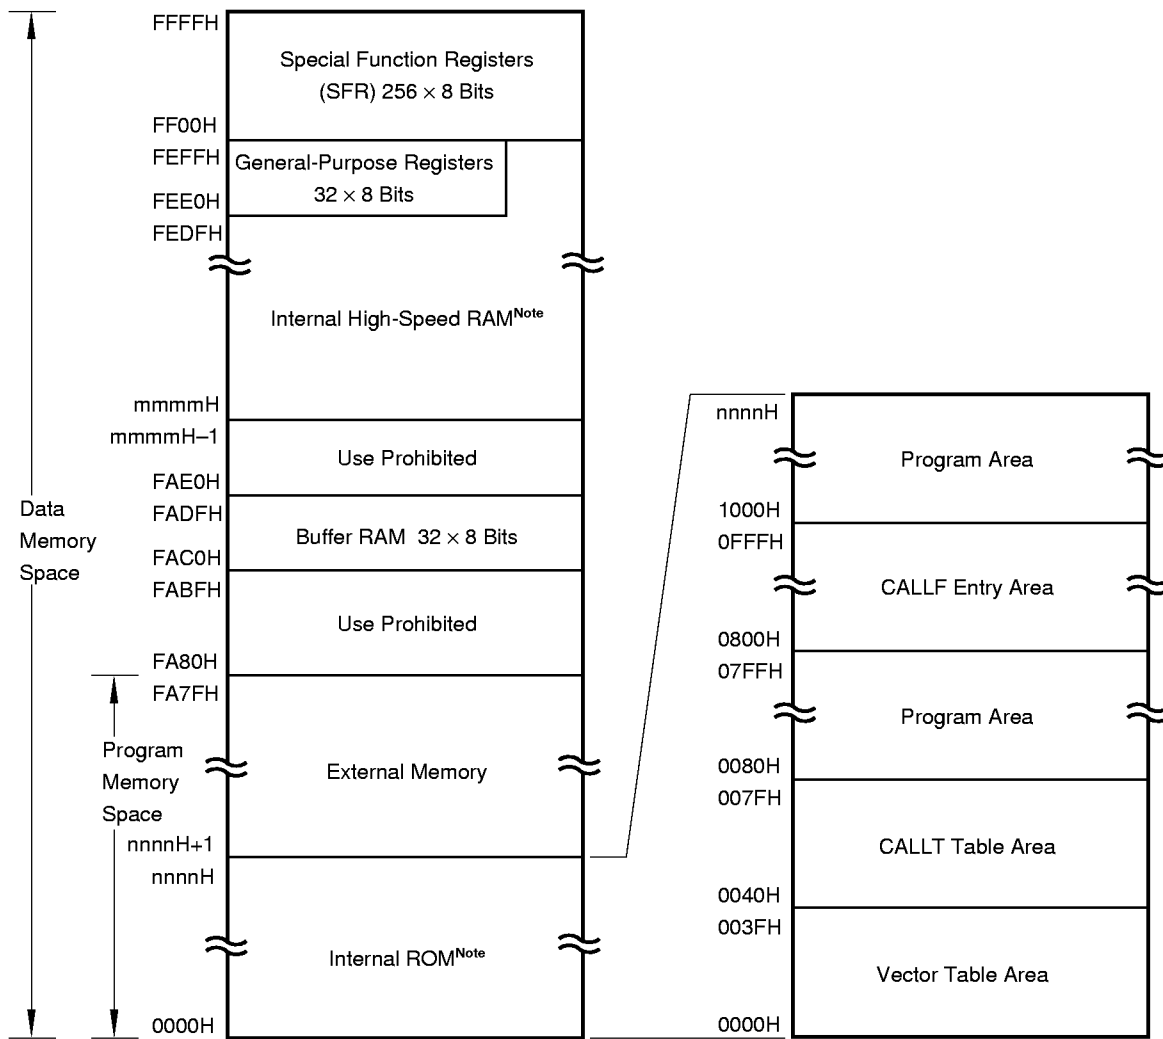 FFFFH
Special Function Registers
(SFR) 256 × 8 Bits
FF00H
FEFFH
General-Purpose Registers
32 × 8 Bits
FEE0H
FEDFH
Internal High-Speed RAMNote
mmmmH
mmmmH–1
Use Prohibited
FAE0H
FADFH
Buffer RAM 32 × 8 Bits
FAC0H
FABFH
Use Prohibited
FA80H
FA7FH
External Memory
nnnnH+1
nnnnH
Internal ROMNote
0000H
Data
Memory
Space
Program
Memory
Space
nnnnH
Program Area
1000H
0FFFH
CALLF Entry Area
0800H
07FFH
Program Area
0080H
007FH
CALLT Table Area
0040H
003FH
Vector Table Area
0000H